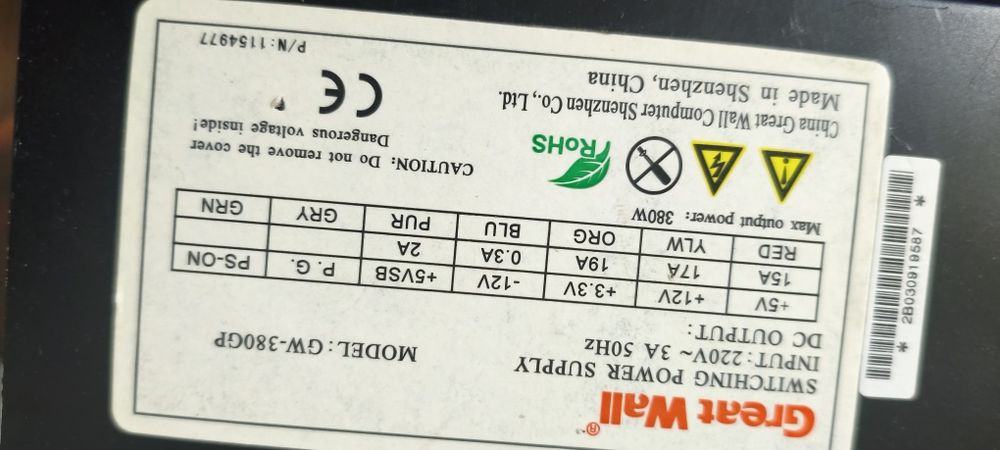 Great Wall®
SWITCHING POWER SUPPLY
MODEL: GW-380GP
INPUT: 220V~ 3A 50Hz
DC OUTPUT:
+5V +12V +3.3V -12V +5VSB P. G. PS-ON
15A 17A 19A 0.3A 2A
RED YLW ORG BLU PUR GRY GRN
Max output power: 380W
RoHS
CAUTION: Do not remove the cover
Dangerous voltage inside!
China Great Wall Computer Shenzhen Co., Ltd.
Made in Shenzhen, China
CE
P/N: 1154977
* 2B030919587 *